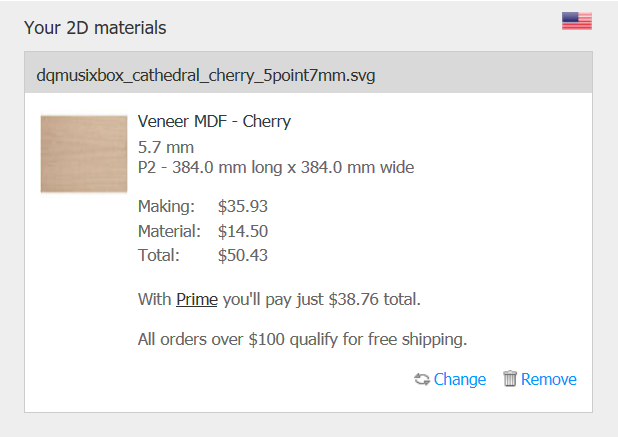 Your 2D materials
dqmusixbox_cathedral_cherry_5point7mm.svg
Veneer MDF - Cherry
5.7 mm
P2 - 384.0 mm long x 384.0 mm wide
Making: $35.93
Material: $14.50
Total: $50.43
With Prime you'll pay just $38.76 total.
All orders over $100 qualify for free shipping.
Change Remove